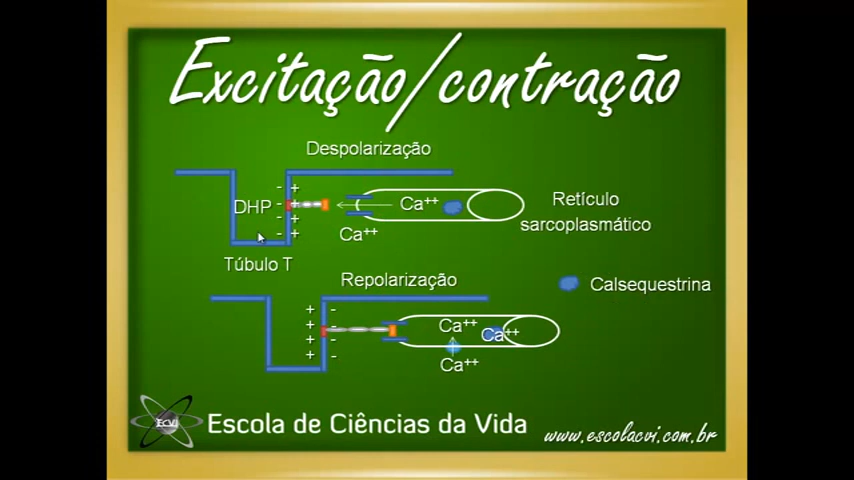 Excitação/contração
Despolarização
- +
DHP - +
- +
- +
Ca⁺⁺
Ca⁺⁺
Retículo
sarcoplasmático
Túbulo T
Repolarização
Calsequestrina
+ -
+ -
+ -
+ -
Ca⁺⁺
Ca⁺⁺
Ca⁺⁺
ECVI
Escola de Ciências da Vida
www.escolacvi.com.br